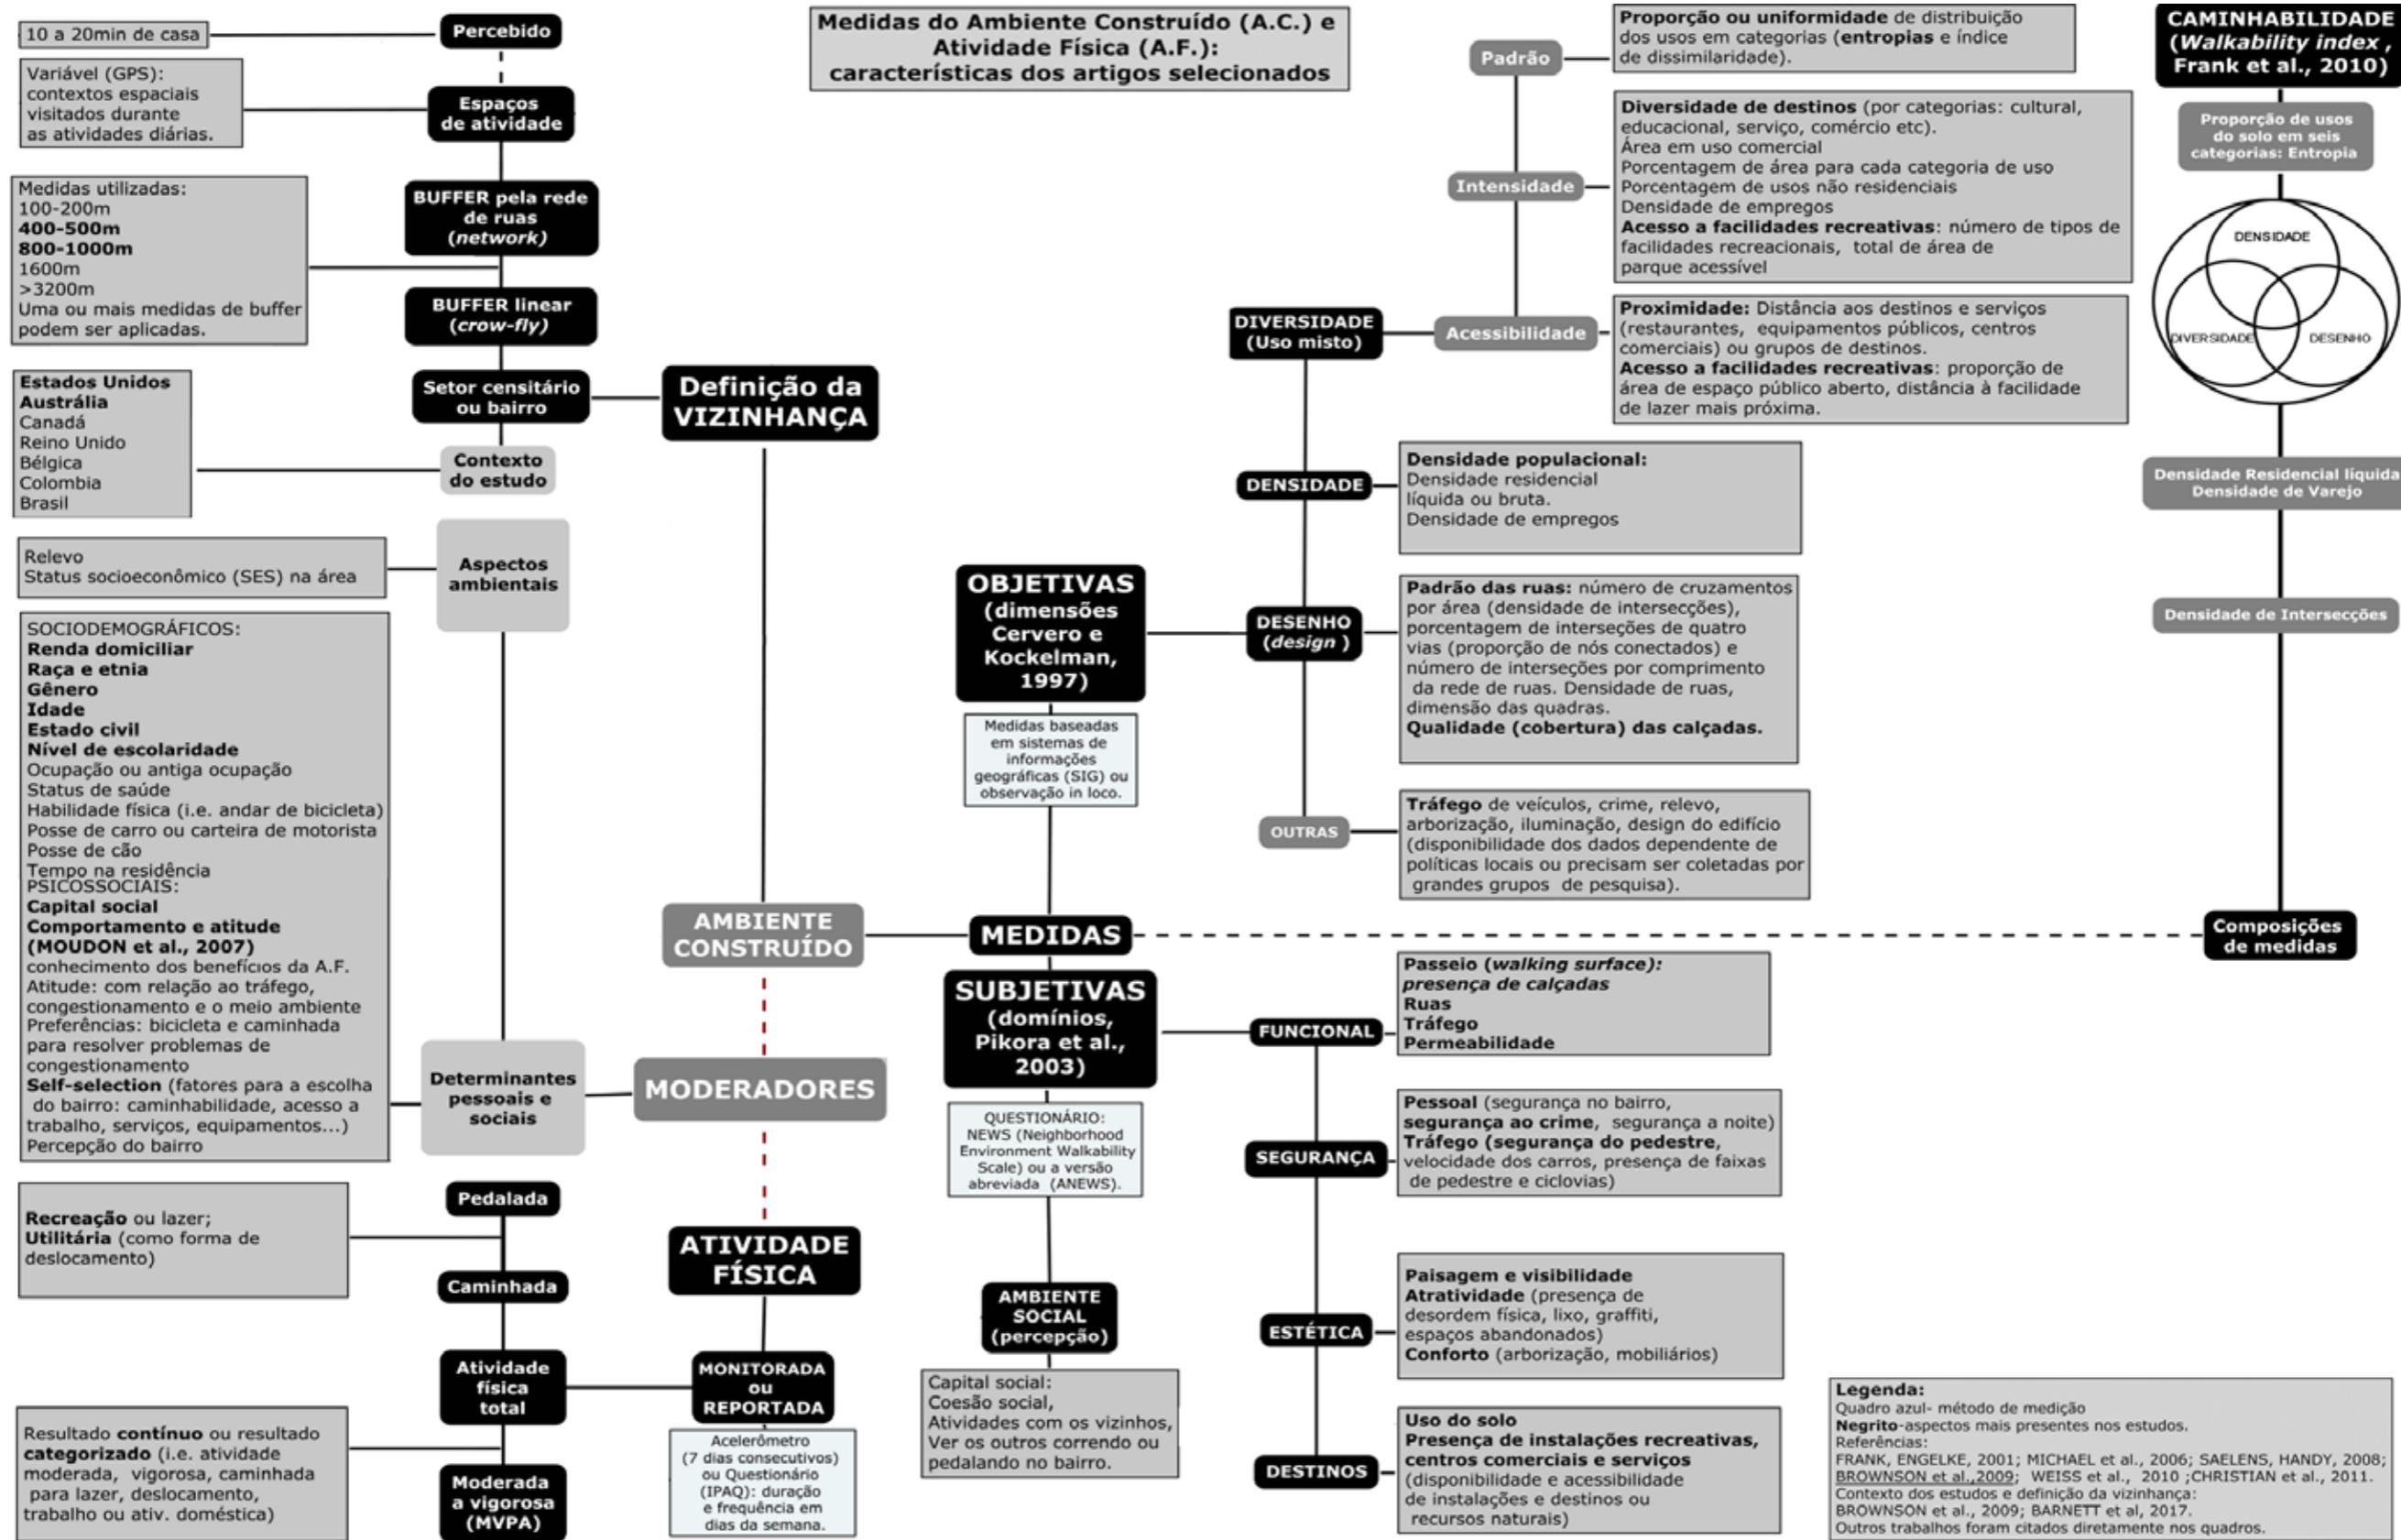 Medidas do Ambiente Construído (A.C.) e
Atividade Física (A.F.):
características dos artigos selecionados
10 a 20min de casa
Percebido
Variável (GPS):
contextos espaciais
visitados durante
as atividades diárias.
Espaços
de atividade
Medidas utilizadas:
100-200m
400-500m
800-1000m
1600m
>3200m
Uma ou mais medidas de buffer
podem ser aplicadas.
BUFFER pela rede
de ruas
(network)
BUFFER linear
(crow-fly)
Setor censitário
ou bairro
Definição da
VIZINHANÇA
Estados Unidos
Austrália
Canadá
Reino Unido
Bélgica
Colombia
Brasil
Contexto
do estudo
Relevo
Status socioeconômico (SES) na área
Aspectos
ambientais
SOCIODEMOGRÁFICOS:
Renda domiciliar
Raça e etnia
Gênero
Idade
Estado civil
Nível de escolaridade
Ocupação ou antiga ocupação
Status de saúde
Habilidade física (i.e. andar de bicicleta)
Posse de carro ou carteira de motorista
Posse de cão
Tempo na residência
PSICOSSOCIAIS:
Capital social
Comportamento e atitude
(MOUDON et al., 2007)
conhecimento dos benefícios da A.F.
Atitude: com relação ao tráfego,
congestionamento e o meio ambiente
Preferências: bicicleta e caminhada
para resolver problemas de
congestionamento
Self-selection (fatores para a escolha
do bairro: caminhabilidade, acesso a
trabalho, serviços, equipamentos...)
Percepção do bairro
Determinantes
pessoais e
sociais
MODERADORES
AMBIENTE
CONSTRUÍDO
Recreação ou lazer;
Utilitária (como forma de
deslocamento)
Pedalada
Caminhada
ATIVIDADE
FÍSICA
Atividade
física
total
MONITORADA
ou
REPORTADA
Resultado contínuo ou resultado
categorizado (i.e. atividade
moderada, vigorosa, caminhada
para lazer, deslocamento,
trabalho ou ativ. doméstica)
Moderada
a vigorosa
(MVPA)
Acelerômetro
(7 dias consecutivos)
ou Questionário
(IPAQ): duração
e frequência em
dias da semana.
MEDIDAS
OBJETIVAS
(dimensões
Cervero e
Kockelman,
1997)
Medidas baseadas
em sistemas de
informações
geográficas (SIG) ou
observação in loco.
DIVERSIDADE
(Uso misto)
Padrão
Proporção ou uniformidade de distribuição
dos usos em categorias (entropias e índice
de dissimilaridade).
Intensidade
Diversidade de destinos (por categorias: cultural,
educacional, serviço, comércio etc).
Área em uso comercial
Porcentagem de área para cada categoria de uso
Porcentagem de usos não residenciais
Densidade de empregos
Acesso a facilidades recreativas: número de tipos de
facilidades recreacionais, total de área de
parque acessível
Acessibilidade
Proximidade: Distância aos destinos e serviços
(restaurantes, equipamentos públicos, centros
comerciais) ou grupos de destinos.
Acesso a facilidades recreativas: proporção de
área de espaço público aberto, distância à facilidade
de lazer mais próxima.
DENSIDADE
Densidade populacional:
Densidade residencial
líquida ou bruta.
Densidade de empregos
DESENHO
(design )
Padrão das ruas: número de cruzamentos
por área (densidade de intersecções),
porcentagem de interseções de quatro
vias (proporção de nós conectados) e
número de interseções por comprimento
da rede de ruas. Densidade de ruas,
dimensão das quadras.
Qualidade (cobertura) das calçadas.
OUTRAS
Tráfego de veículos, crime, relevo,
arborização, iluminação, design do edifício
(disponibilidade dos dados dependente de
políticas locais ou precisam ser coletadas por
grandes grupos de pesquisa).
SUBJETIVAS
(domínios,
Pikora et al.,
2003)
QUESTIONÁRIO:
NEWS (Neighborhood
Environment Walkability
Scale) ou a versão
abreviada (ANEWS).
AMBIENTE
SOCIAL
(percepção)
Capital social:
Coesão social,
Atividades com os vizinhos,
Ver os outros correndo ou
pedalando no bairro.
FUNCIONAL
Passeio (walking surface):
presença de calçadas
Ruas
Tráfego
Permeabilidade
SEGURANÇA
Pessoal (segurança no bairro,
segurança ao crime, segurança a noite)
Tráfego (segurança do pedestre,
velocidade dos carros, presença de faixas
de pedestre e ciclovias)
ESTÉTICA
Paisagem e visibilidade
Atratividade (presença de
desordem física, lixo, graffiti,
espaços abandonados)
Conforto (arborização, mobiliários)
DESTINOS
Uso do solo
Presença de instalações recreativas,
centros comerciais e serviços
(disponibilidade e acessibilidade
de instalações e destinos ou
recursos naturais)
CAMINHABILIDADE
(Walkability index ,
Frank et al., 2010)
Proporção de usos
do solo em seis
categorias: Entropia
DENSIDADE
DIVERSIDADE
DESENHO
Densidade Residencial líquida
Densidade de Varejo
Densidade de Intersecções
Composições
de medidas
Legenda:
Quadro azul- método de medição
Negrito-aspectos mais presentes nos estudos.
Referências:
FRANK, ENGELKE, 2001; MICHAEL et al., 2006; SAELENS, HANDY, 2008;
BROWNSON et al.,2009; WEISS et al., 2010 ;CHRISTIAN et al., 2011.
Contexto dos estudos e definição da vizinhança:
BROWNSON et al., 2009; BARNETT et al, 2017.
Outros trabalhos foram citados diretamente nos quadros.